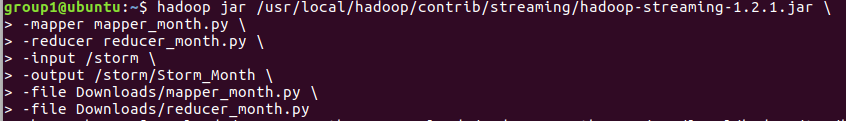 group1@ubuntu:~$ hadoop jar /usr/local/hadoop/contrib/streaming/hadoop-streaming-1.2.1.jar \
> -mapper mapper_month.py \
> -reducer reducer_month.py \
> -input /storm \
> -output /storm/Storm_Month \
> -file Downloads/mapper_month.py \
> -file Downloads/reducer_month.py